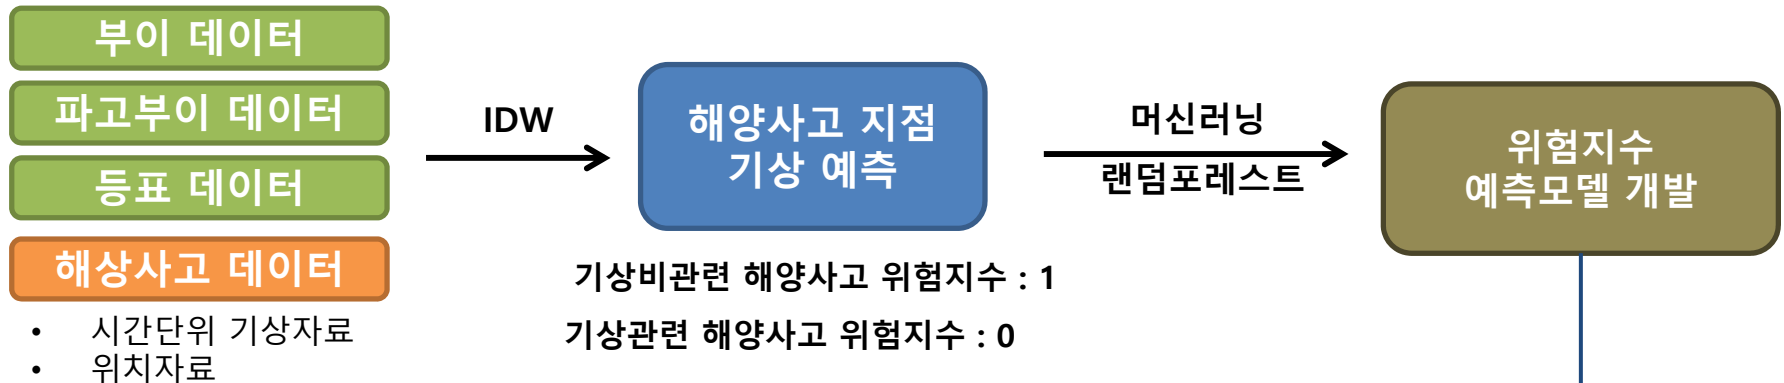 부이 데이터
파고부이 데이터
등표 데이터
해상사고 데이터
• 시간단위 기상자료
• 위치자료
IDW
해양사고 지점
기상 예측
기상비관련 해양사고 위험지수 : 1
기상관련 해양사고 위험지수 : 0
머신러닝
랜덤포레스트
위험지수
예측모델 개발